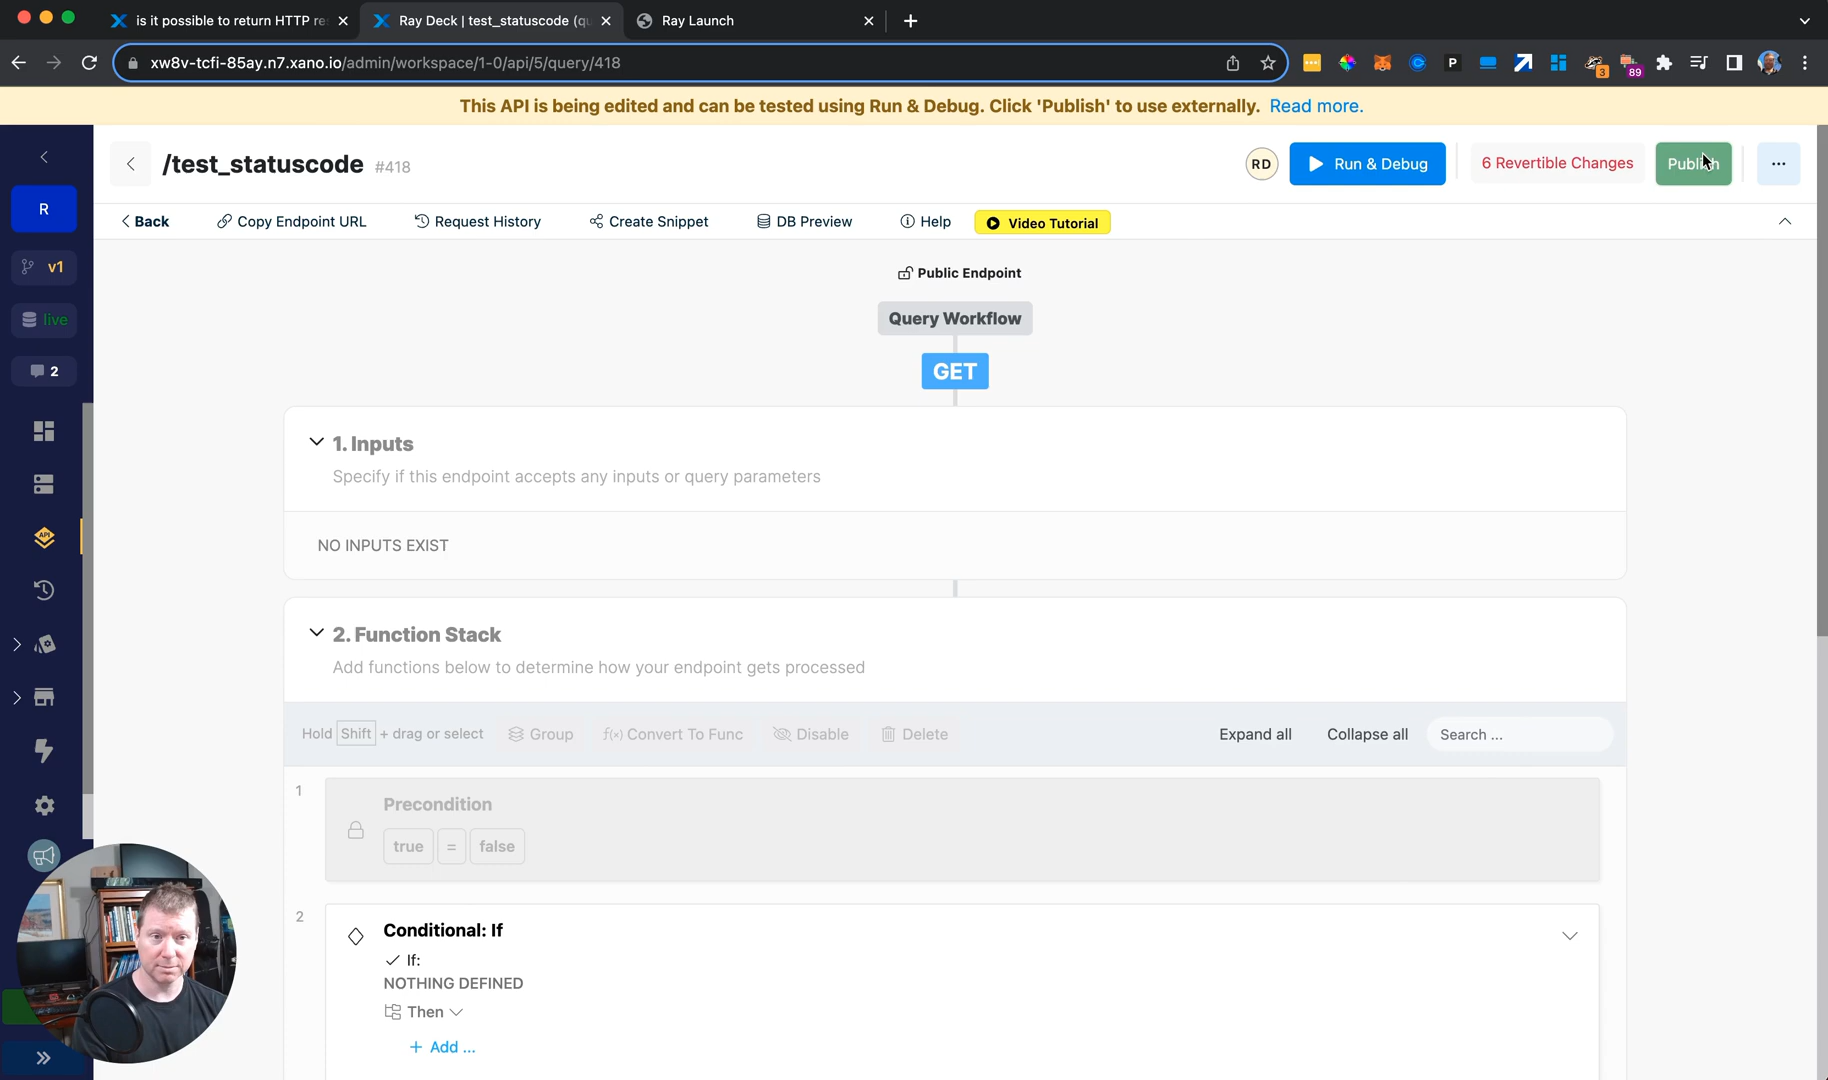 is it possible to return HTTP re
Ray Deck | test_statuscode (qu
Ray Launch
xw8v-tcfi-85ay.n7.xano.io/admin/workspace/1-0/api/5/query/418
P
3
89
This API is being edited and can be tested using Run & Debug. Click 'Publish' to use externally. Read more.
/test_statuscode #418
RD
Run & Debug
6 Revertible Changes
Publish
Back
Copy Endpoint URL
Request History
Create Snippet
DB Preview
Help
Video Tutorial
R
v1
live
2
API
Public Endpoint
Query Workflow
GET
1. Inputs
Specify if this endpoint accepts any inputs or query parameters
NO INPUTS EXIST
2. Function Stack
Add functions below to determine how your endpoint gets processed
Hold Shift + drag or select
Group
f(x) Convert To Func
Disable
Delete
Expand all
Collapse all
Search ...
1
Precondition
true = false
2
Conditional: If
If:
NOTHING DEFINED
Then
+ Add ...